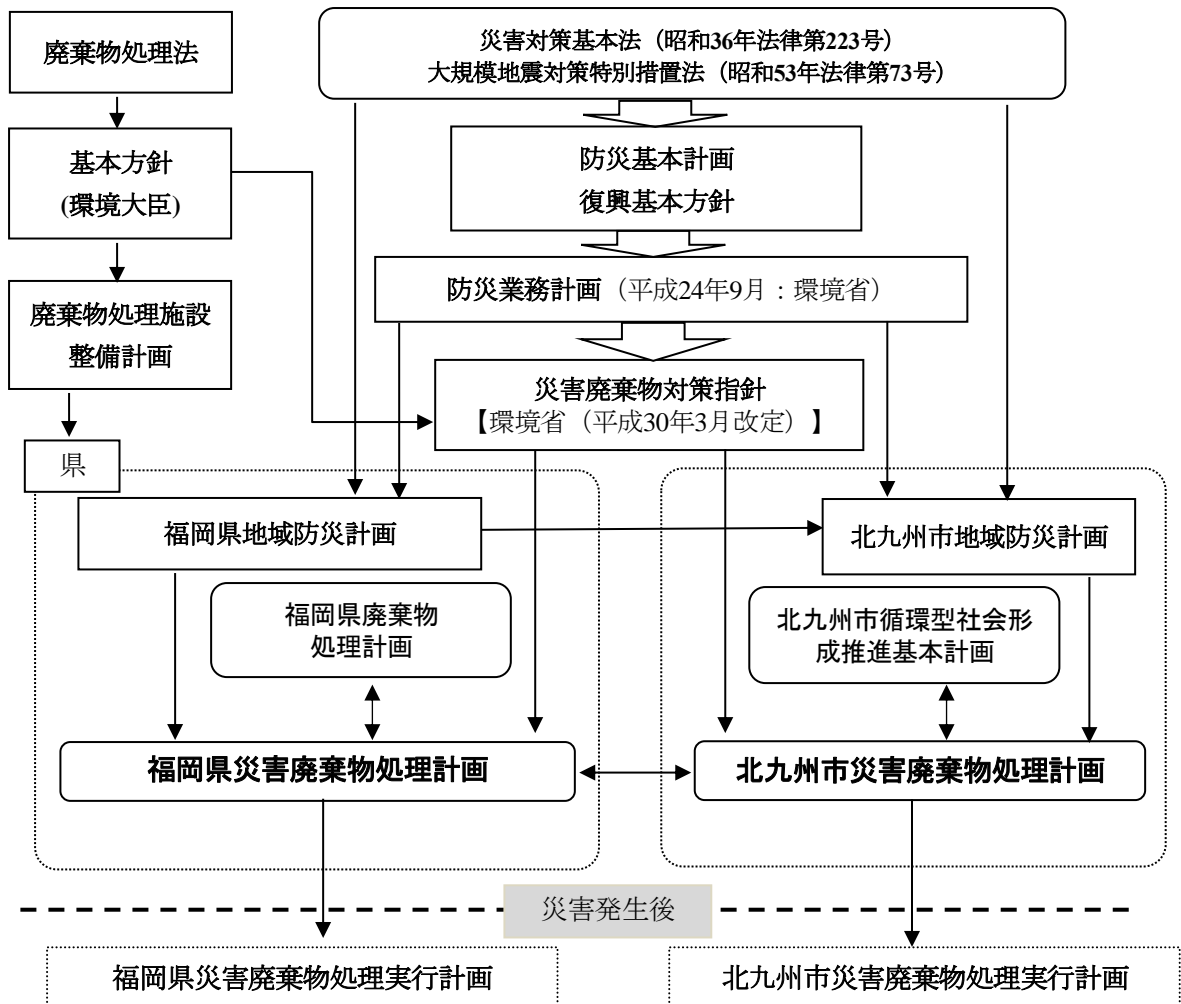 廃棄物処理法
災害対策基本法（昭和36年法律第223号）
大規模地震対策特別措置法（昭和53年法律第73号）
基本方針
(環境大臣)
防災基本計画
復興基本方針
防災業務計画（平成24年9月：環境省）
廃棄物処理施設
整備計画
災害廃棄物対策指針
【環境省（平成30年3月改定）】
県
福岡県地域防災計画
北九州市地域防災計画
福岡県廃棄物
処理計画
北九州市循環型社会形
成推進基本計画
福岡県災害廃棄物処理計画
北九州市災害廃棄物処理計画
災害発生後
福岡県災害廃棄物処理実行計画
北九州市災害廃棄物処理実行計画